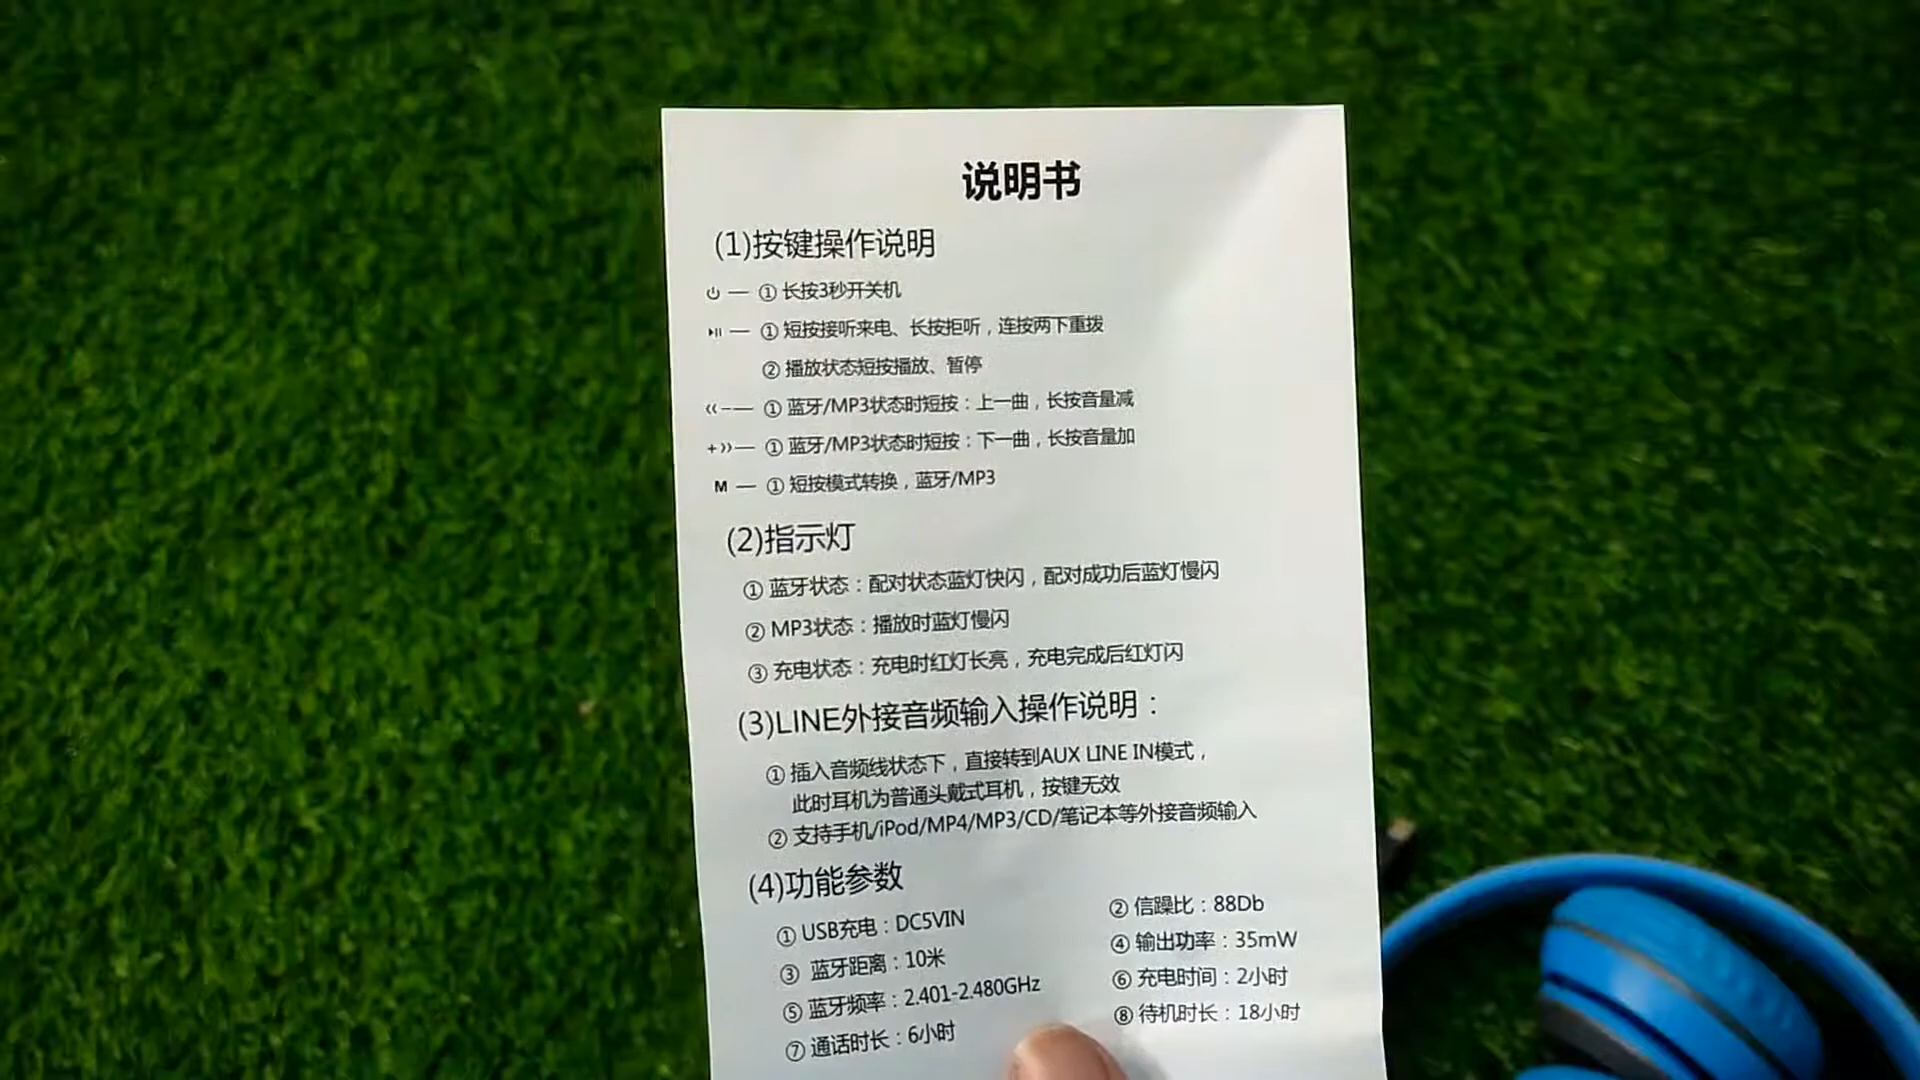 说明书
(1)按键操作说明
⏻ — ① 长按3秒开关机
▶II — ① 短按接听来电、长按拒听，连按两下重拨
② 播放状态短按播放、暂停
‹‹ – — ① 蓝牙/MP3状态时短按：上一曲，长按音量减
+ ›› — ① 蓝牙/MP3状态时短按：下一曲，长按音量加
M — ① 短按模式转换，蓝牙/MP3
(2)指示灯
① 蓝牙状态：配对状态蓝灯快闪，配对成功后蓝灯慢闪
② MP3状态：播放时蓝灯慢闪
③ 充电状态：充电时红灯长亮，充电完成后红灯闪
(3)LINE外接音频输入操作说明：
① 插入音频线状态下，直接转到AUX LINE IN模式，
此时耳机为普通头戴式耳机，按键无效
② 支持手机/iPod/MP4/MP3/CD/笔记本等外接音频输入
(4)功能参数
① USB充电：DC5VIN ② 信躁比：88Db
③ 蓝牙距离：10米 ④ 输出功率：35mW
⑤ 蓝牙频率：2.401-2.480GHz ⑥ 充电时间：2小时
⑦ 通话时长：6小时 ⑧ 待机时长：18小时